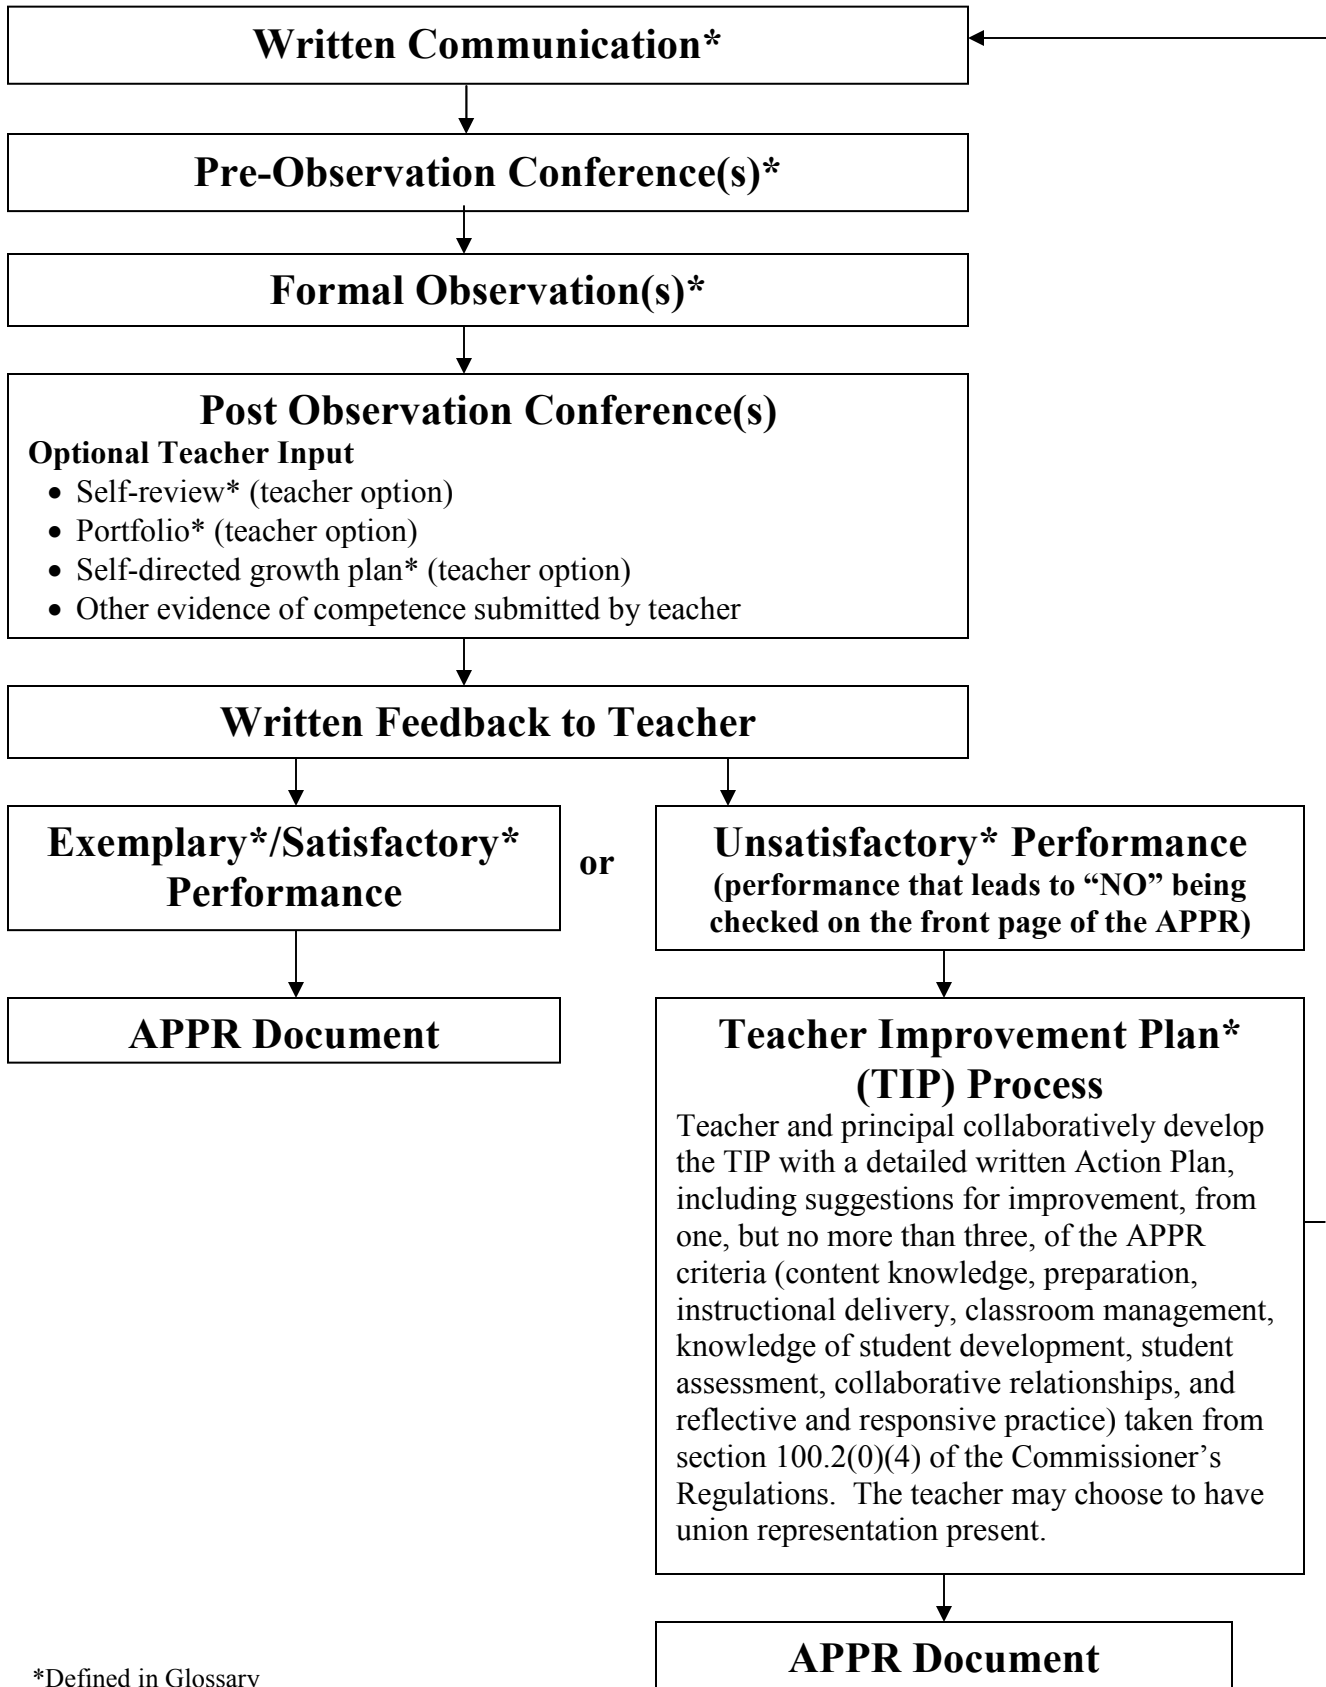 Written Communication*
Pre-Observation Conference(s)*
Formal Observation(s)*
Post Observation Conference(s)
Optional Teacher Input
• Self-review* (teacher option)
• Portfolio* (teacher option)
• Self-directed growth plan* (teacher option)
• Other evidence of competence submitted by teacher
Written Feedback to Teacher
Exemplary*/Satisfactory*
Performance
or
Unsatisfactory* Performance
(performance that leads to “NO” being
checked on the front page of the APPR)
APPR Document
Teacher Improvement Plan*
(TIP) Process
Teacher and principal collaboratively develop
the TIP with a detailed written Action Plan,
including suggestions for improvement, from
one, but no more than three, of the APPR
criteria (content knowledge, preparation,
instructional delivery, classroom management,
knowledge of student development, student
assessment, collaborative relationships, and
reflective and responsive practice) taken from
section 100.2(0)(4) of the Commissioner’s
Regulations.  The teacher may choose to have
union representation present.
APPR Document
*Defined in Glossary